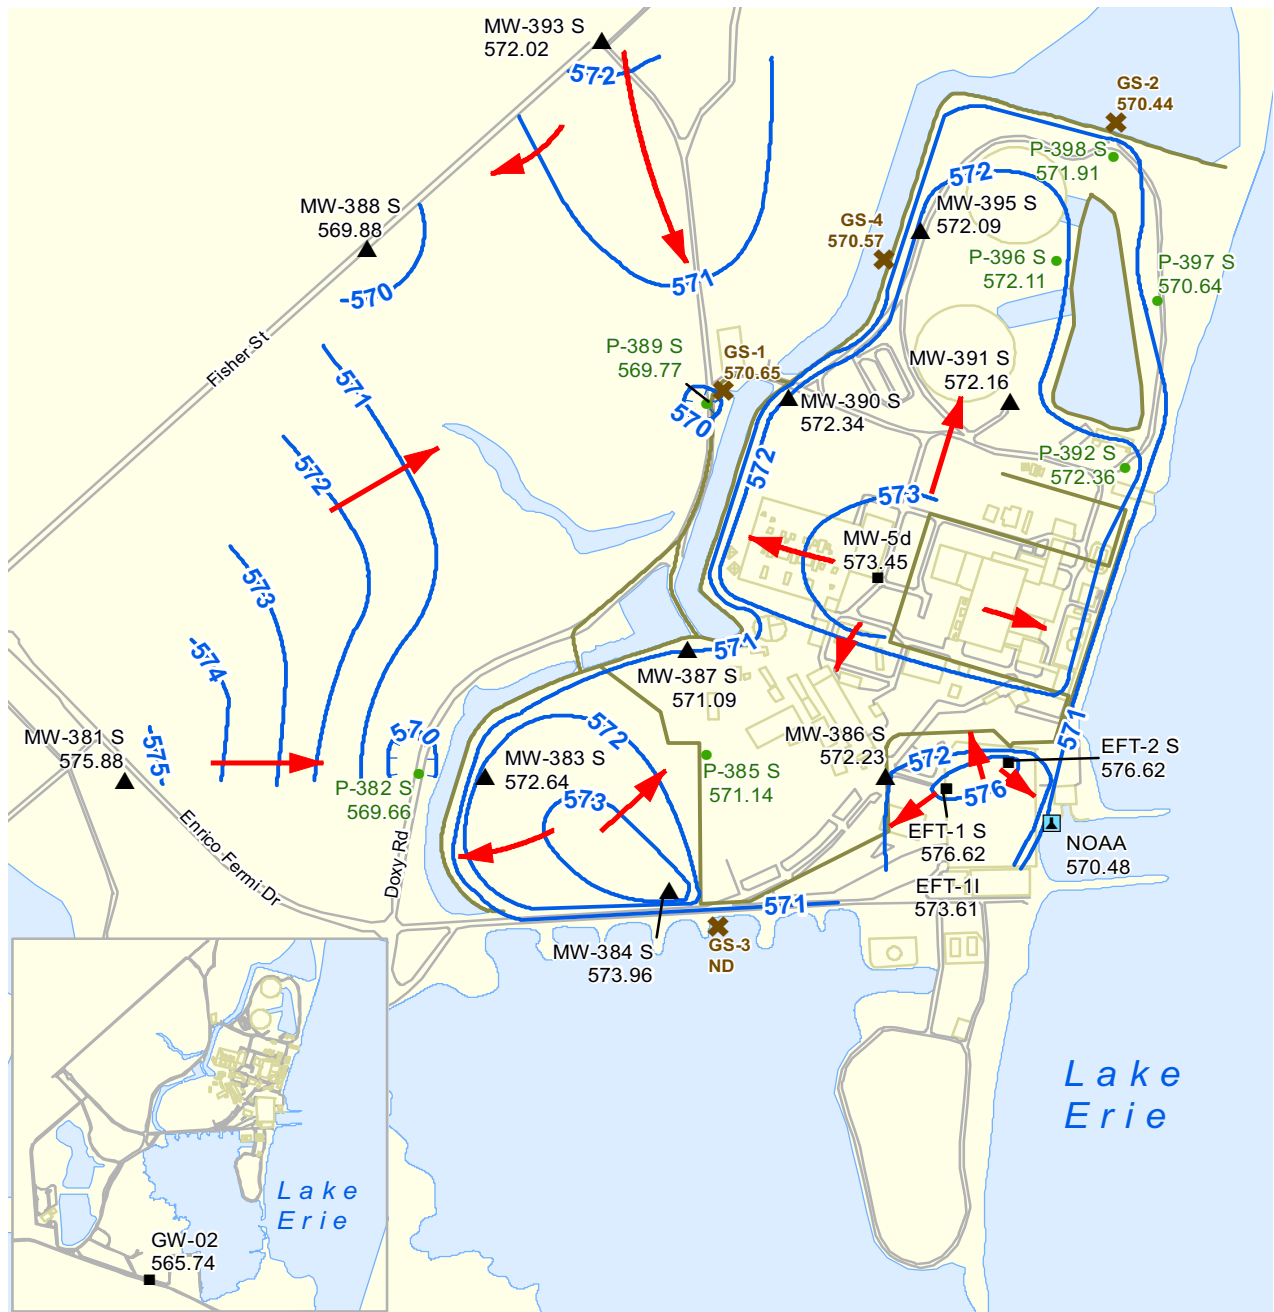 MW-393 S
572.02
572
GS-2
570.44
P-398 S
571.91
572
MW-388 S
569.88
MW-395 S
572.09
GS-4
570.57
P-396 S
572.11
P-397 S
570.64
570
571
Fisher St
P-389 S
569.77
GS-1
570.65
MW-391 S
572.16
571
570
MW-390 S
572.34
572
572
P-392 S
572.36
573
MW-5d
573.45
573
574
571
MW-387 S
571.09
MW-381 S
575.88
575
570
P-382 S
569.66
MW-383 S
572.64
572
P-385 S
571.14
MW-386 S
572.23
572
571
EFT-2 S
576.62
576
573
EFT-1 S
576.62
NOAA
570.48
Enrico Fermi Dr
Doxy Rd
EFT-1I
573.61
571
MW-384 S
573.96
GS-3
ND
Lake
Erie
Lake
Erie
GW-02
565.74